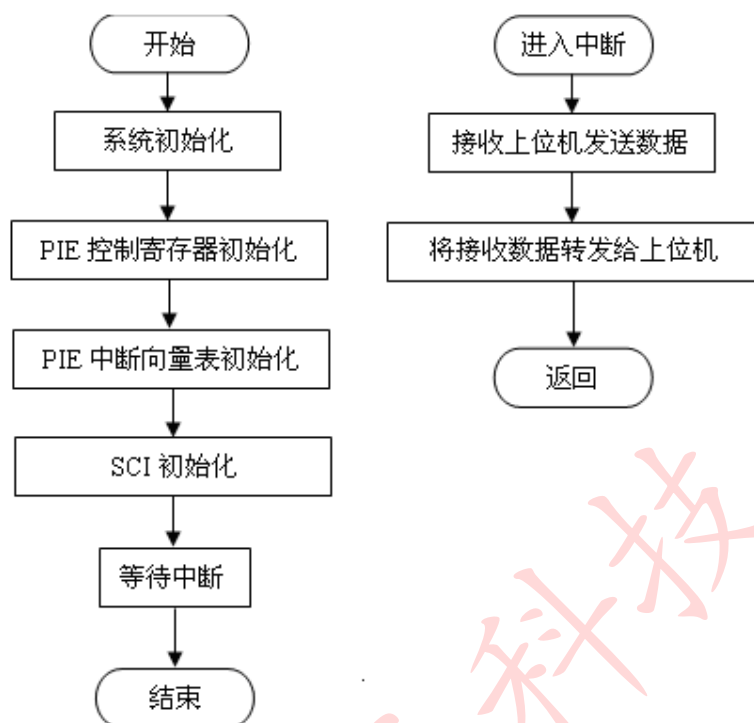 开始
系统初始化
PIE 控制寄存器初始化
PIE 中断向量表初始化
SCI 初始化
等待中断
结束
进入中断
接收上位机发送数据
将接收数据转发给上位机
返回
科技